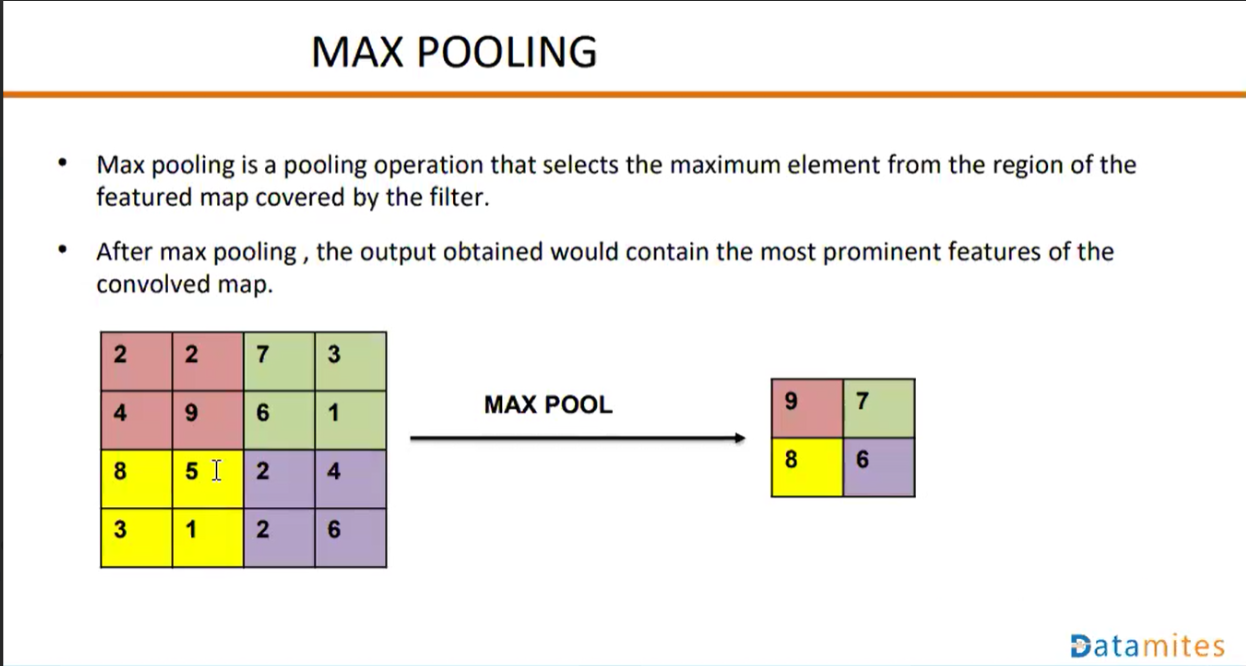 MAX POOLING
• Max pooling is a pooling operation that selects the maximum element from the region of the
featured map covered by the filter.
• After max pooling , the output obtained would contain the most prominent features of the
convolved map.
2 2 7 3
4 9 6 1
8 5 2 4
3 1 2 6
MAX POOL
9 7
8 6
Datamites